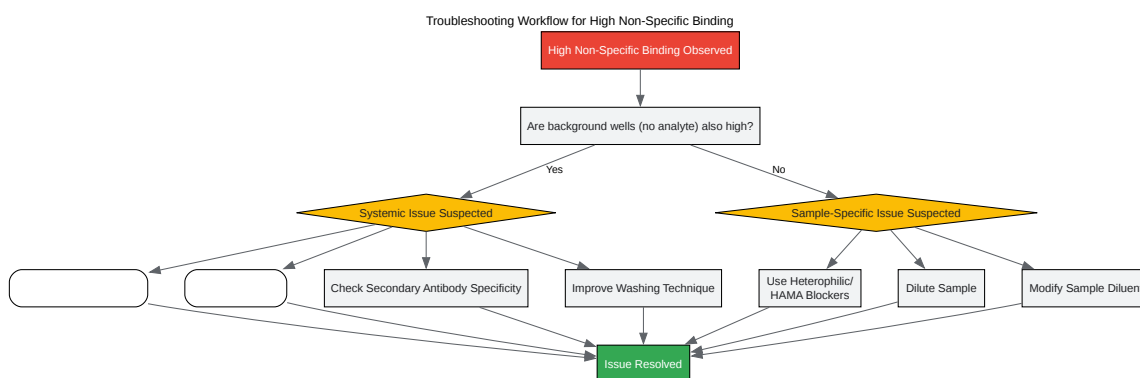 Troubleshooting Workflow for High Non-Specific Binding
High Non-Specific Binding Observed
Are background wells (no analyte) also high?
Yes
No
Systemic Issue Suspected
Sample-Specific Issue Suspected
Check Secondary Antibody Specificity
Improve Washing Technique
Use Heterophilic/
HAMA Blockers
Dilute Sample
Modify Sample Diluen
Issue Resolved